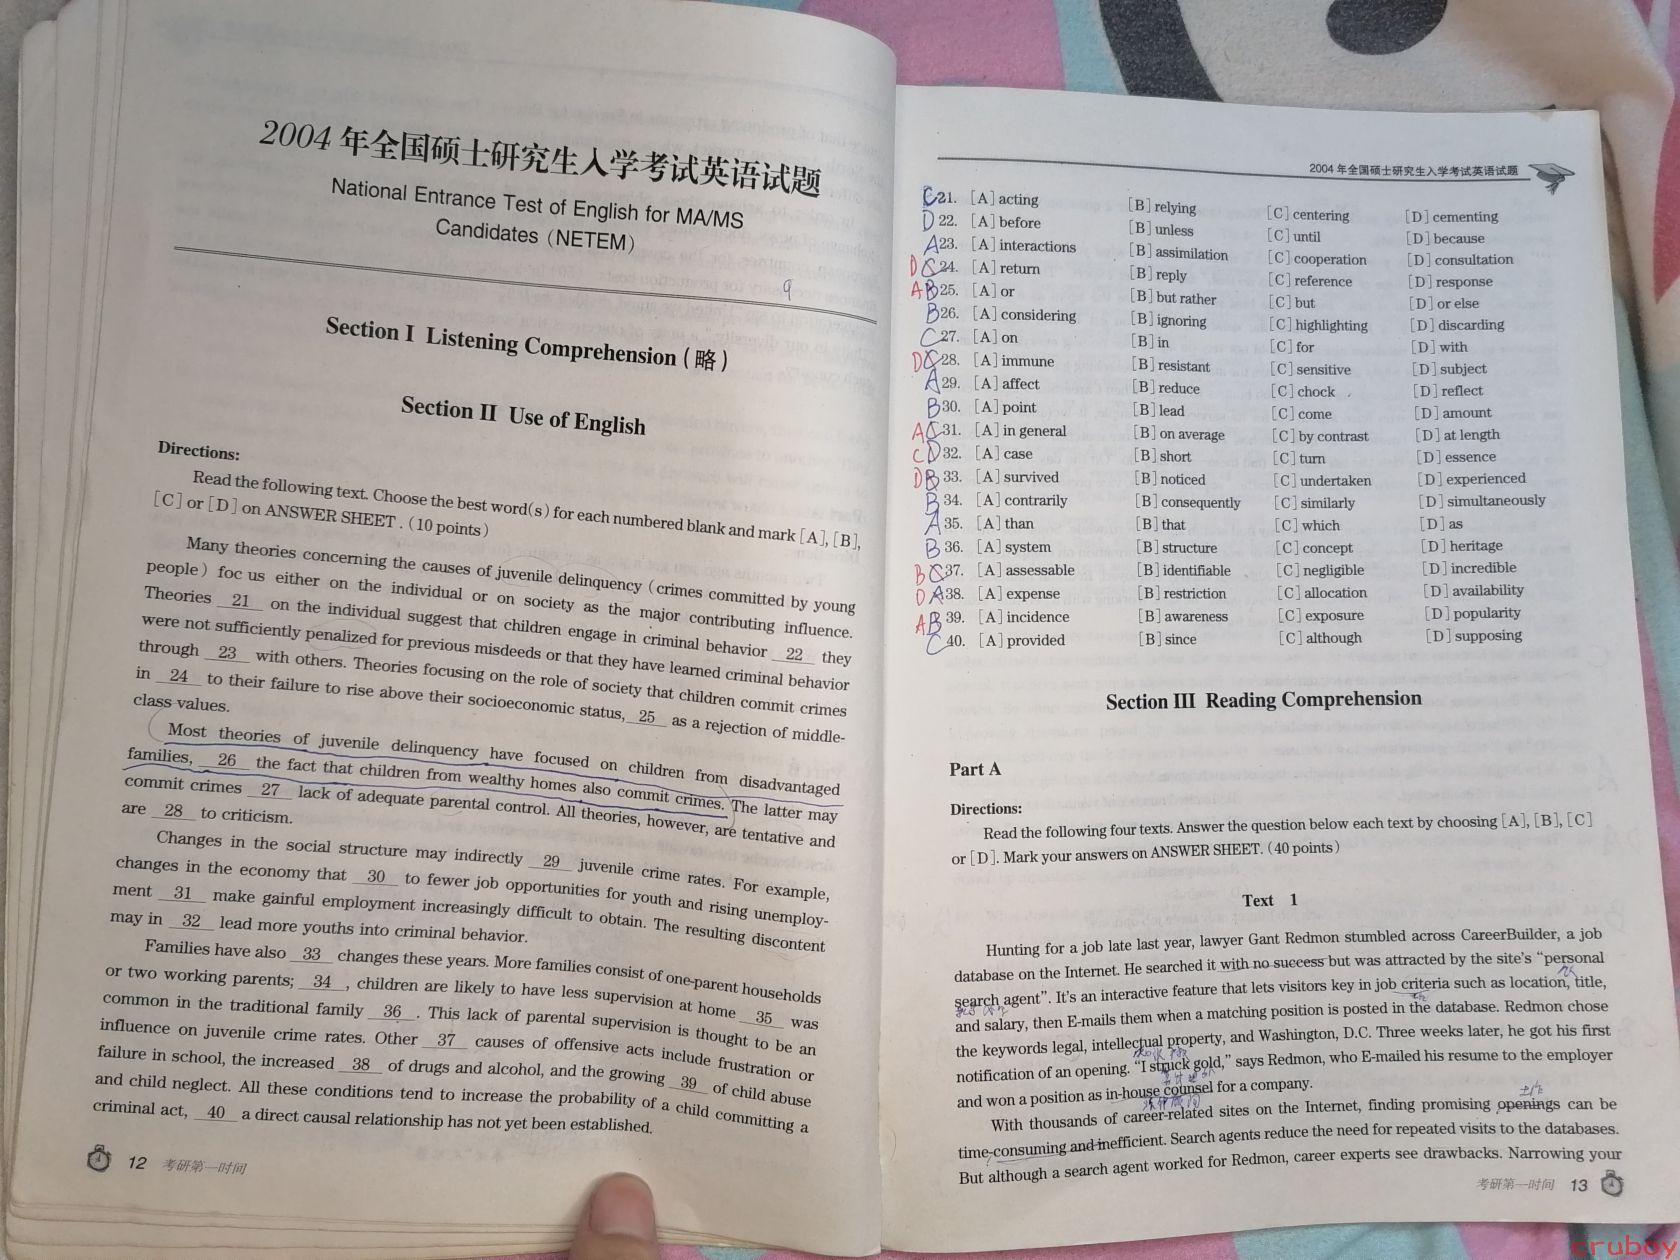 2004年全国硕士研究生入学考试英语试题
National Entrance Test of English for MA/MS
Candidates (NETEM)
9
Section I Listening Comprehension (略)
Section II Use of English
Directions:
Read the following text. Choose the best word(s) for each numbered blank and mark [A], [B],
[C] or [D] on ANSWER SHEET. (10 points)
Many theories concerning the causes of juvenile delinquency (crimes committed by young
people) foc us either on the individual or on society as the major contributing influence.
Theories 21 on the individual suggest that children engage in criminal behavior 22 they
were not sufficiently penalized for previous misdeeds or that they have learned criminal behavior
through 23 with others. Theories focusing on the role of society that children commit crimes
in 24 to their failure to rise above their socioeconomic status, 25 as a rejection of middle-
class values.
Most theories of juvenile delinquency have focused on children from disadvantaged
families, 26 the fact that children from wealthy homes also commit crimes. The latter may
commit crimes 27 lack of adequate parental control. All theories, however, are tentative and
are 28 to criticism.
Changes in the social structure may indirectly 29 juvenile crime rates. For example,
changes in the economy that 30 to fewer job opportunities for youth and rising unemploy-
ment 31 make gainful employment increasingly difficult to obtain. The resulting discontent
may in 32 lead more youths into criminal behavior.
Families have also 33 changes these years. More families consist of one-parent households
or two working parents; 34 , children are likely to have less supervision at home 35 was
common in the traditional family 36 . This lack of parental supervision is thought to be an
influence on juvenile crime rates. Other 37 causes of offensive acts include frustration or
failure in school, the increased 38 of drugs and alcohol, and the growing 39 of child abuse
and child neglect. All these conditions tend to increase the probability of a child committing a
criminal act, 40 a direct causal relationship has not yet been established.
12 考研第一时间
2004年全国硕士研究生入学考试英语试题
C 21. [A] acting [B] relying [C] centering [D] cementing
D 22. [A] before [B] unless [C] until [D] because
A 23. [A] interactions [B] assimilation [C] cooperation [D] consultation
D C 24. [A] return [B] reply [C] reference [D] response
A B 25. [A] or [B] but rather [C] but [D] or else
B 26. [A] considering [B] ignoring [C] highlighting [D] discarding
C 27. [A] on [B] in [C] for [D] with
D C 28. [A] immune [B] resistant [C] sensitive [D] subject
A 29. [A] affect [B] reduce [C] chock [D] reflect
B 30. [A] point [B] lead [C] come [D] amount
A C 31. [A] in general [B] on average [C] by contrast [D] at length
C D 32. [A] case [B] short [C] turn [D] essence
D B 33. [A] survived [B] noticed [C] undertaken [D] experienced
B 34. [A] contrarily [B] consequently [C] similarly [D] simultaneously
A 35. [A] than [B] that [C] which [D] as
B 36. [A] system [B] structure [C] concept [D] heritage
B C 37. [A] assessable [B] identifiable [C] negligible [D] incredible
D A 38. [A] expense [B] restriction [C] allocation [D] availability
A B 39. [A] incidence [B] awareness [C] exposure [D] popularity
C 40. [A] provided [B] since [C] although [D] supposing
Section III Reading Comprehension
Part A
Directions:
Read the following four texts. Answer the question below each text by choosing [A], [B], [C]
or [D]. Mark your answers on ANSWER SHEET. (40 points)
Text 1
Hunting for a job late last year, lawyer Gant Redmon stumbled across CareerBuilder, a job
database on the Internet. He searched it with no success but was attracted by the site's "personal
search agent". It's an interactive feature that lets visitors key in job criteria such as location, title,
and salary, then E-mails them when a matching position is posted in the database. Redmon chose
the keywords legal, intellectual property, and Washington, D.C. Three weeks later, he got his first
notification of an opening. "I struck gold," says Redmon, who E-mailed his resume to the employer
and won a position as in-house counsel for a company.
工作
With thousands of career-related sites on the Internet, finding promising openings can be
time-consuming and inefficient. Search agents reduce the need for repeated visits to the databases.
But although a search agent worked for Redmon, career experts see drawbacks. Narrowing your
考研第一时间 13
crubuy